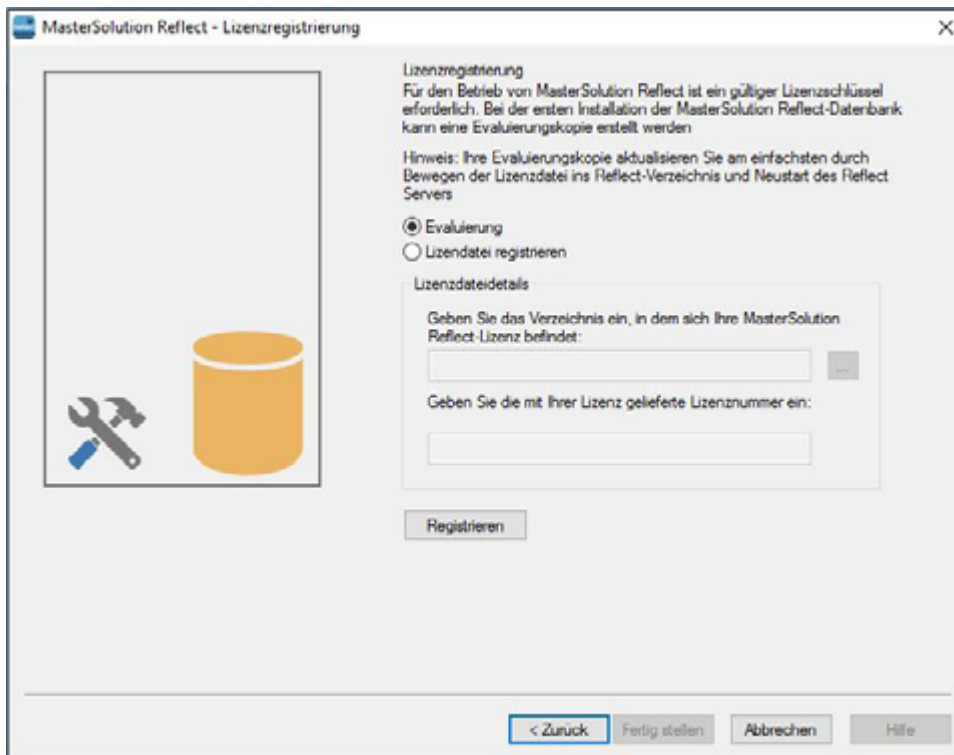 MasterSolution Reflect - Lizenzregistrierung
Lizenzregistrierung
Für den Betrieb von MasterSolution Reflect ist ein gültiger Lizenzschlüssel
erforderlich. Bei der ersten Installation der MasterSolution Reflect-Datenbank
kann eine Evaluierungskopie erstellt werden
Hinweis: Ihre Evaluierungskopie aktualisieren Sie am einfachsten durch
Bewegen der Lizenzdatei ins Reflect-Verzeichnis und Neustart des Reflect
Servers
Evaluierung
Lizendatei registrieren
Lizenzdateidetails
Geben Sie das Verzeichnis ein, in dem sich Ihre MasterSolution
Reflect-Lizenz befindet:
...
Geben Sie die mit Ihrer Lizenz gelieferte Lizenznummer ein:
Registrieren
< Zurück
Fertig stellen
Abbrechen
Hilfe